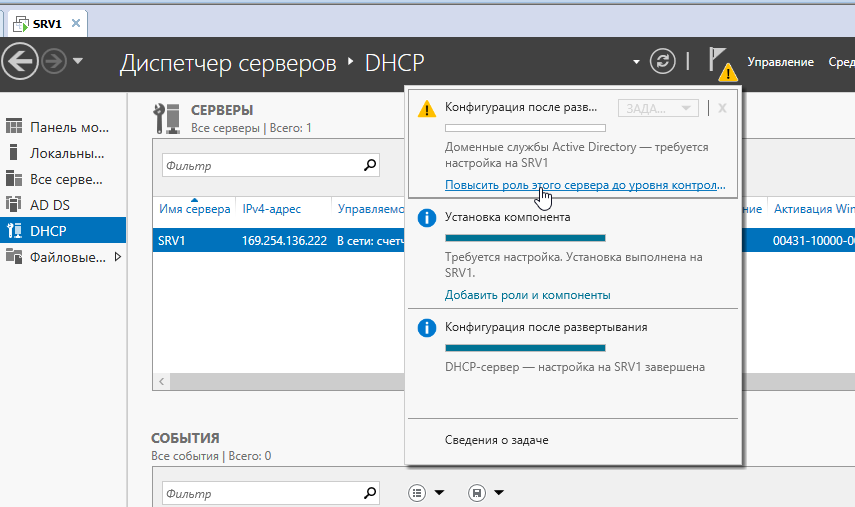 SRV1
Диспетчер серверов
DHCP
Управление
Сред
Панель мо...
Локальны...
Все серве...
AD DS
DHCP
Файловые...
СЕРВЕРЫ
Все серверы | Всего: 1
Фильтр
Имя сервера IPv4-адрес Управляемо
ние Активация Win
SRV1 169.254.136.222 В сети: счетч
00431-10000-00
Конфигурация после разв...
ЗАДА...
X
Доменные службы Active Directory — требуется
настройка на SRV1
Повысить роль этого сервера до уровня контрол...
Установка компонента
Требуется настройка. Установка выполнена на
SRV1.
Добавить роли и компоненты
Конфигурация после развертывания
DHCP-сервер — настройка на SRV1 завершена
Сведения о задаче
СОБЫТИЯ
Все события | Всего: 0
Фильтр